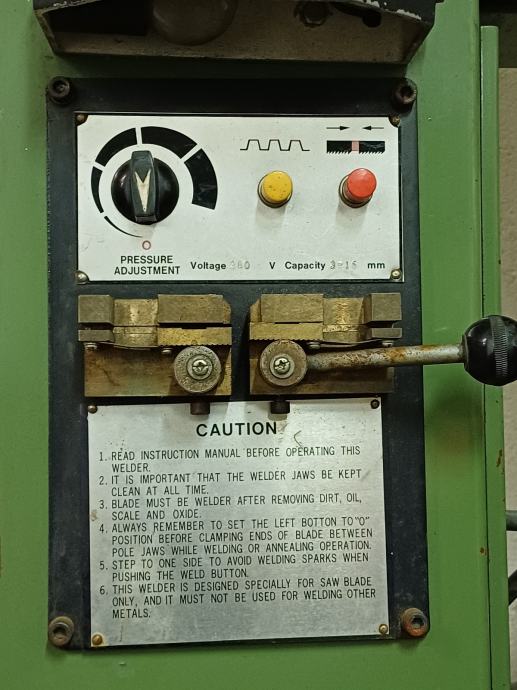 PRESSURE
ADJUSTMENT Voltage 380 V Capacity 3-16 mm
CAUTION
1. READ INSTRUCTION MANUAL BEFORE OPERATING THIS
WELDER.
2. IT IS IMPORTANT THAT THE WELDER JAWS BE KEPT
CLEAN AT ALL TIME.
3. BLADE MUST BE WELDER AFTER REMOVING DIRT, OIL,
SCALE AND OXIDE.
4. ALWAYS REMEMBER TO SET THE LEFT BOTTON TO "O"
POSITION BEFORE CLAMPING ENDS OF BLADE BETWEEN
POLE JAWS WHILE WELDING OR ANNEALING OPERATION.
5. STEP TO ONE SIDE TO AVOID WELDING SPARKS WHEN
PUSHING THE WELD BUTTON.
6. THIS WELDER IS DESIGNED SPECIALLY FOR SAW BLADE
ONLY, AND IT MUST NOT BE USED FOR WELDING OTHER
METALS.